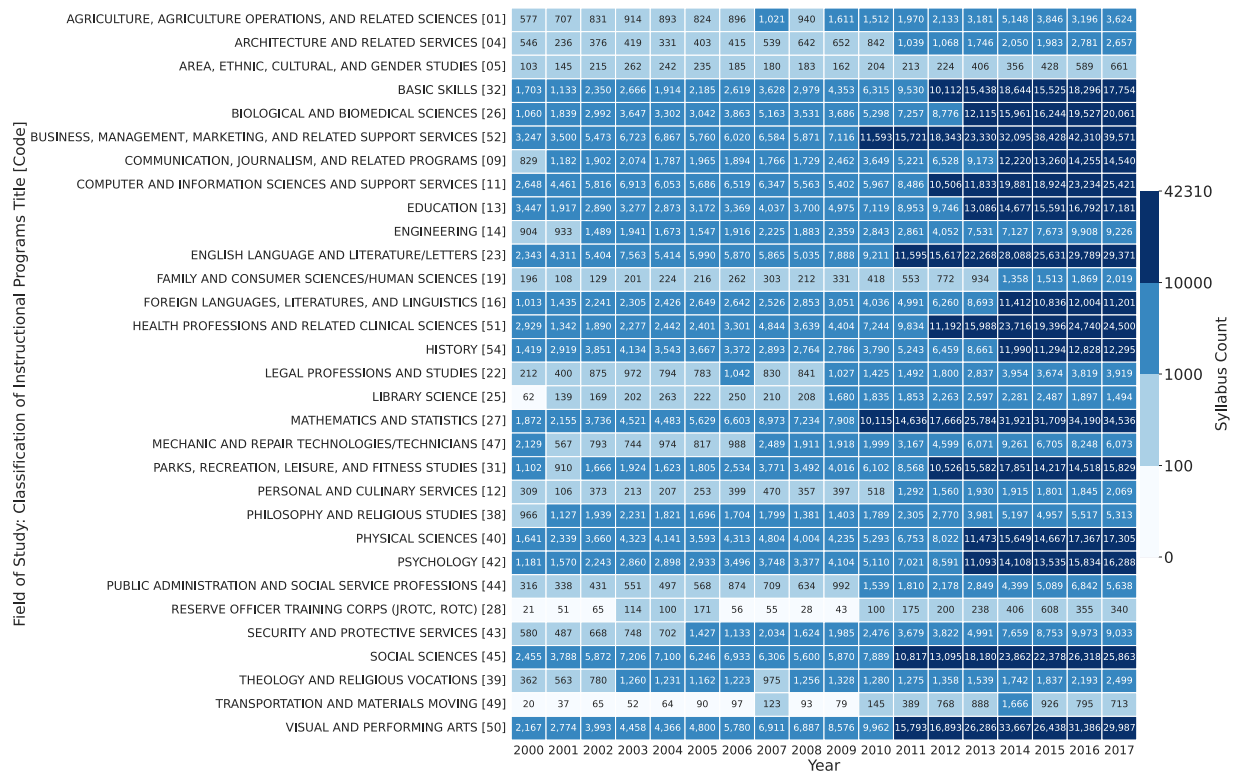 AGRICULTURE, AGRICULTURE OPERATIONS, AND RELATED SCIENCES [01] 577 707 831 914 893 824 896 1,021 940 1,611 1,512 1,970 2,133 3,181 5,148 3,846 3,196 3,624
ARCHITECTURE AND RELATED SERVICES [04] 546 236 376 419 331 403 415 539 642 652 842 1,039 1,068 1,746 2,050 1,983 2,781 2,657
AREA, ETHNIC, CULTURAL, AND GENDER STUDIES [05] 103 145 215 262 242 235 185 180 183 162 204 213 224 406 356 428 589 661
BASIC SKILLS [32] 1,703 1,133 2,350 2,666 1,914 2,185 2,619 3,628 2,979 4,353 6,315 9,530 10,112 15,438 18,644 15,525 18,296 17,754
BIOLOGICAL AND BIOMEDICAL SCIENCES [26] 1,060 1,839 2,992 3,647 3,302 3,042 3,863 5,163 3,531 3,686 5,298 7,257 8,776 12,115 15,961 16,244 19,527 20,061
BUSINESS, MANAGEMENT, MARKETING, AND RELATED SUPPORT SERVICES [52] 3,247 3,500 5,473 6,723 6,867 5,760 6,020 6,584 5,871 7,116 11,593 15,721 18,343 23,330 32,095 38,428 42,310 39,571
COMMUNICATION, JOURNALISM, AND RELATED PROGRAMS [09] 829 1,182 1,902 2,074 1,787 1,965 1,894 1,766 1,729 2,462 3,649 5,221 6,528 9,173 12,220 13,260 14,255 14,540
COMPUTER AND INFORMATION SCIENCES AND SUPPORT SERVICES [11] 2,648 4,461 5,816 6,913 6,053 5,686 6,519 6,347 5,563 5,402 5,967 8,486 10,506 11,833 19,881 18,924 23,234 25,421
EDUCATION [13] 3,447 1,917 2,890 3,277 2,873 3,172 3,369 4,037 3,700 4,975 7,119 8,953 9,746 13,086 14,677 15,591 16,792 17,181
ENGINEERING [14] 904 933 1,489 1,941 1,673 1,547 1,916 2,225 1,883 2,359 2,843 2,861 4,052 7,531 7,127 7,673 9,908 9,226
ENGLISH LANGUAGE AND LITERATURE/LETTERS [23] 2,343 4,311 5,404 7,563 5,414 5,990 5,870 5,865 5,035 7,888 9,211 11,595 15,617 22,268 28,088 25,631 29,789 29,371
FAMILY AND CONSUMER SCIENCES/HUMAN SCIENCES [19] 196 108 129 201 224 216 262 303 212 331 418 553 772 934 1,358 1,513 1,869 2,019
FOREIGN LANGUAGES, LITERATURES, AND LINGUISTICS [16] 1,013 1,435 2,241 2,305 2,426 2,649 2,642 2,526 2,853 3,051 4,036 4,991 6,260 8,693 11,412 10,836 12,004 11,201
HEALTH PROFESSIONS AND RELATED CLINICAL SCIENCES [51] 2,929 1,342 1,890 2,277 2,442 2,401 3,301 4,844 3,639 4,404 7,244 9,834 11,192 15,988 23,716 19,396 24,740 24,500
HISTORY [54] 1,419 2,919 3,851 4,134 3,543 3,667 3,372 2,893 2,764 2,786 3,790 5,243 6,459 8,661 11,990 11,294 12,828 12,295
LEGAL PROFESSIONS AND STUDIES [22] 212 400 875 972 794 783 1,042 830 841 1,027 1,425 1,492 1,800 2,837 3,954 3,674 3,819 3,919
LIBRARY SCIENCE [25] 62 139 169 202 263 222 250 210 208 1,680 1,835 1,853 2,263 2,597 2,281 2,487 1,897 1,494
MATHEMATICS AND STATISTICS [27] 1,872 2,155 3,736 4,521 4,483 5,629 6,603 8,973 7,234 7,908 10,115 14,636 17,666 25,784 31,921 31,709 34,190 34,536
MECHANIC AND REPAIR TECHNOLOGIES/TECHNICIANS [47] 2,129 567 793 744 974 817 988 2,489 1,911 1,918 1,999 3,167 4,599 6,071 9,261 6,705 8,248 6,073
PARKS, RECREATION, LEISURE, AND FITNESS STUDIES [31] 1,102 910 1,666 1,924 1,623 1,805 2,534 3,771 3,492 4,016 6,102 8,568 10,526 15,582 17,851 14,217 14,518 15,829
PERSONAL AND CULINARY SERVICES [12] 309 106 373 213 207 253 399 470 357 397 518 1,292 1,560 1,930 1,915 1,801 1,845 2,069
PHILOSOPHY AND RELIGIOUS STUDIES [38] 966 1,127 1,939 2,231 1,821 1,696 1,704 1,799 1,381 1,403 1,789 2,305 2,770 3,981 5,197 4,957 5,517 5,313
PHYSICAL SCIENCES [40] 1,641 2,339 3,660 4,323 4,141 3,593 4,313 4,804 4,004 4,235 5,293 6,753 8,022 11,473 15,649 14,667 17,367 17,305
PSYCHOLOGY [42] 1,181 1,570 2,243 2,860 2,898 2,933 3,496 3,748 3,377 4,104 5,110 7,021 8,591 11,093 14,108 13,535 15,834 16,288
PUBLIC ADMINISTRATION AND SOCIAL SERVICE PROFESSIONS [44] 316 338 431 551 497 568 874 709 634 992 1,539 1,810 2,178 2,849 4,399 5,089 6,842 5,638
RESERVE OFFICER TRAINING CORPS (JROTC, ROTC) [28] 21 51 65 114 100 171 56 55 28 43 100 175 200 238 406 608 355 340
SECURITY AND PROTECTIVE SERVICES [43] 580 487 668 748 702 1,427 1,133 2,034 1,624 1,985 2,476 3,679 3,822 4,991 7,659 8,753 9,973 9,033
SOCIAL SCIENCES [45] 2,455 3,788 5,872 7,206 7,100 6,246 6,933 6,306 5,600 5,870 7,889 10,817 13,095 18,180 23,862 22,378 26,318 25,863
THEOLOGY AND RELIGIOUS VOCATIONS [39] 362 563 780 1,260 1,231 1,162 1,223 975 1,256 1,328 1,280 1,275 1,358 1,539 1,742 1,837 2,193 2,499
TRANSPORTATION AND MATERIALS MOVING [49] 20 37 65 52 64 90 97 123 93 79 145 389 768 888 1,666 926 795 713
VISUAL AND PERFORMING ARTS [50] 2,167 2,774 3,993 4,458 4,366 4,800 5,780 6,911 6,887 8,576 9,962 15,793 16,893 26,286 33,667 26,438 31,386 29,987
2000 2001 2002 2003 2004 2005 2006 2007 2008 2009 2010 2011 2012 2013 2014 2015 2016 2017
Year
Field of Study: Classification of Instructional Programs Title [Code]
42310
10000
1000
100
0
Syllabus Count